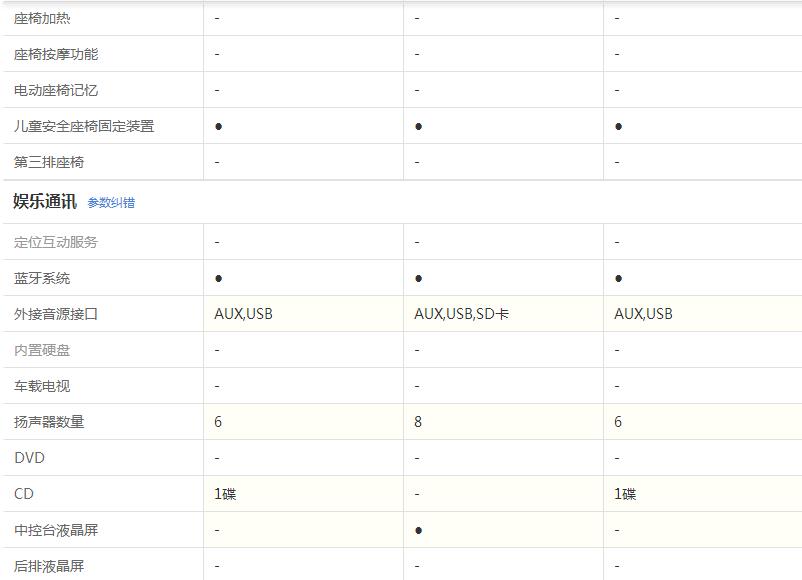 座椅加热 - - -
座椅按摩功能 - - -
电动座椅记忆 - - -
儿童安全座椅固定装置 ● ● ●
第三排座椅 - - -
娱乐通讯 参数纠错
定位互动服务 - - -
蓝牙系统 ● ● ●
外接音源接口 AUX,USB AUX,USB,SD卡 AUX,USB
内置硬盘 - - -
车载电视 - - -
扬声器数量 6 8 6
DVD - - -
CD 1碟 - 1碟
中控台液晶屏 - ● -
后排液晶屏 - - -